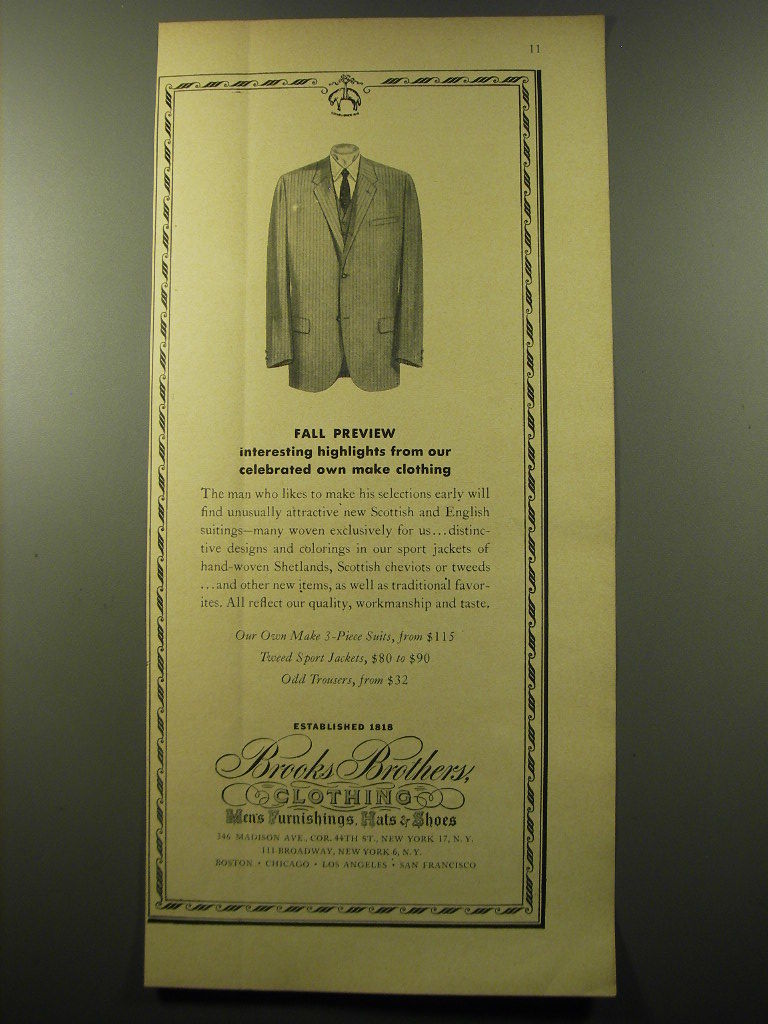 11
FALL PREVIEW
interesting highlights from our
celebrated own make clothing
The man who likes to make his selections early will
find unusually attractive new Scottish and English
suitings—many woven exclusively for us...distinc-
tive designs and colorings in our sport jackets of
hand-woven Shetlands, Scottish cheviots or tweeds
...and other new items, as well as traditional favor-
ites. All reflect our quality, workmanship and taste.
Our Own Make 3-Piece Suits, from $115
Tweed Sport Jackets, $80 to $90
Odd Trousers, from $32
ESTABLISHED 1818
Brooks Brothers,
CLOTHING
Men's Furnishings, Hats & Shoes
346 MADISON AVE., COR. 44TH ST., NEW YORK 17, N. Y.
111 BROADWAY, NEW YORK 6, N. Y.
BOSTON • CHICAGO • LOS ANGELES • SAN FRANCISCO